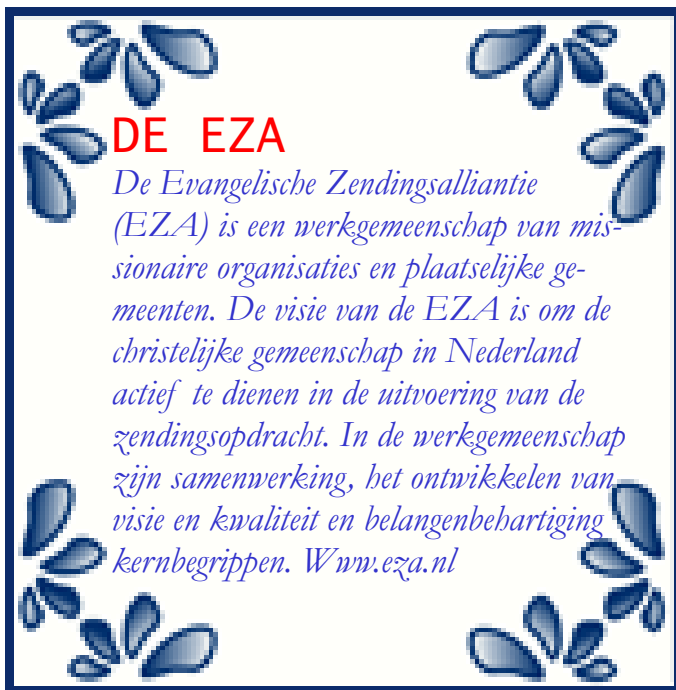 DE EZA
De Evangelische Zendingsalliantie
(EZA) is een werkgemeenschap van mis-
sionaire organisaties en plaatselijke ge-
meenten. De visie van de EZA is om de
christelijke gemeenschap in Nederland
actief te dienen in de uitvoering van de
zendingsopdracht. In de werkgemeenschap
zijn samenwerking, het ontwikkelen van
visie en kwaliteit en belangenbehartiging
kernbegrippen. Www.eza.nl